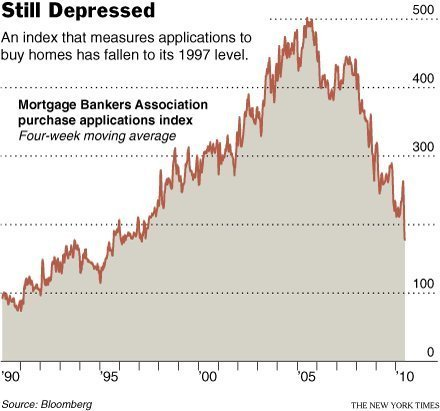 Still Depressed
An index that measures applications to
buy homes has fallen to its 1997 level.
Mortgage Bankers Association
purchase applications index
Four-week moving average
500
400
300
200
100
0
'90 '95 '00 '05 '10
Source: Bloomberg
THE NEW YORK TIMES